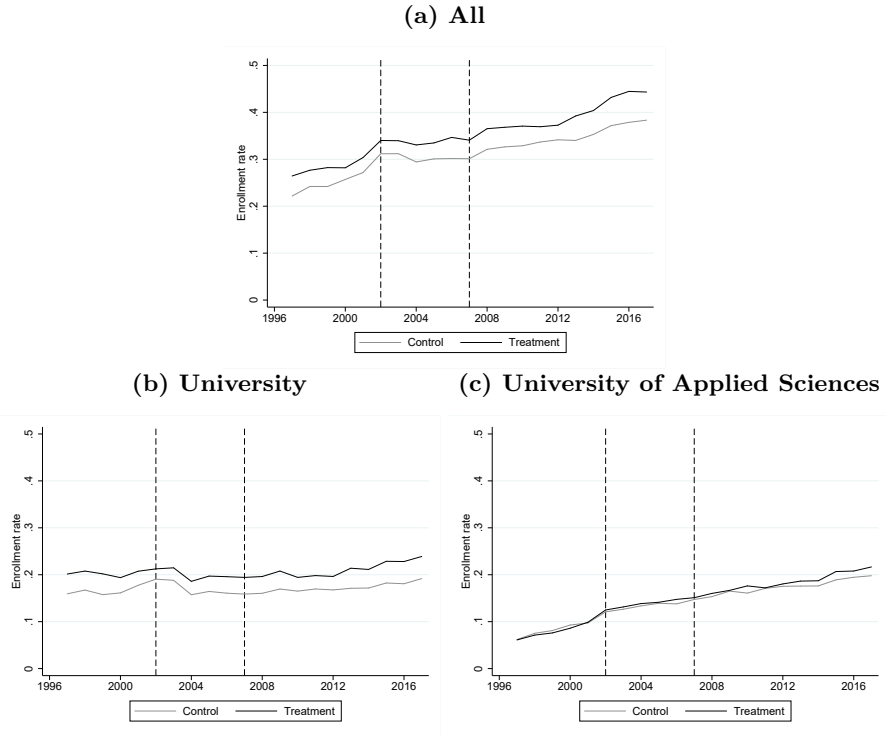 (a) All
Enrollment rate
.5
.4
.3
.2
.1
0
1996 2000 2004 2008 2012 2016
Control Treatment
(b) University
Enrollment rate
.5
.4
.3
.2
.1
0
1996 2000 2004 2008 2012 2016
Control Treatment
(c) University of Applied Sciences
Enrollment rate
.5
.4
.3
.2
.1
0
1996 2000 2004 2008 2012 2016
Control Treatment